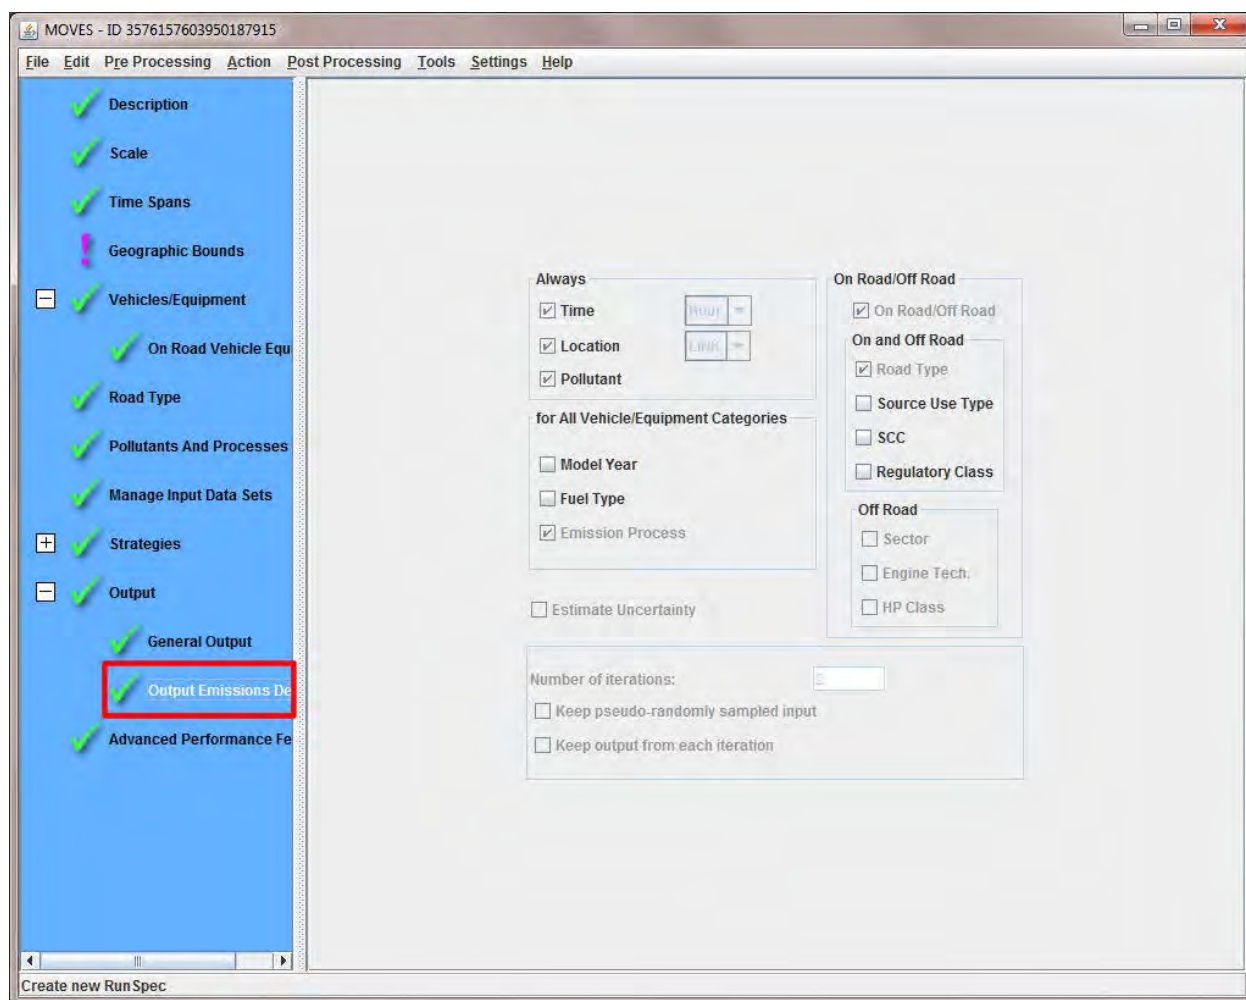 MOVES - ID 3576157603950187915
File Edit Pre Processing Action Post Processing Tools Settings Help
Description
Scale
Time Spans
Geographic Bounds
Vehicles/Equipment
On Road Vehicle Equ
Road Type
Pollutants And Processes
Manage Input Data Sets
Strategies
Output
General Output
Output Emissions De
Advanced Performance Fe
Always
Time Hour
Location LINK
Pollutant
for All Vehicle/Equipment Categories
Model Year
Fuel Type
Emission Process
Estimate Uncertainty
On Road/Off Road
On Road/Off Road
On and Off Road
Road Type
Source Use Type
SCC
Regulatory Class
Off Road
Sector
Engine Tech.
HP Class
Number of iterations:
Keep pseudo-randomly sampled input
Keep output from each iteration
Create new RunSpec